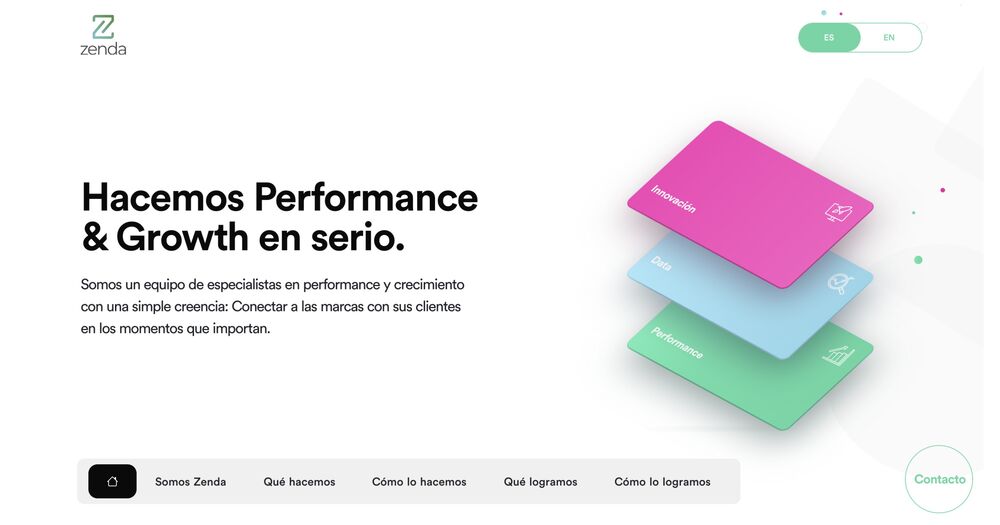 zenda
ES
EN
Hacemos Performance
& Growth en serio.
Somos un equipo de especialistas en performance y crecimiento
con una simple creencia: Conectar a las marcas con sus clientes
en los momentos que importan.
Innovación
Data
Performance
Somos Zenda
Qué hacemos
Cómo lo hacemos
Qué logramos
Cómo lo logramos
Contacto